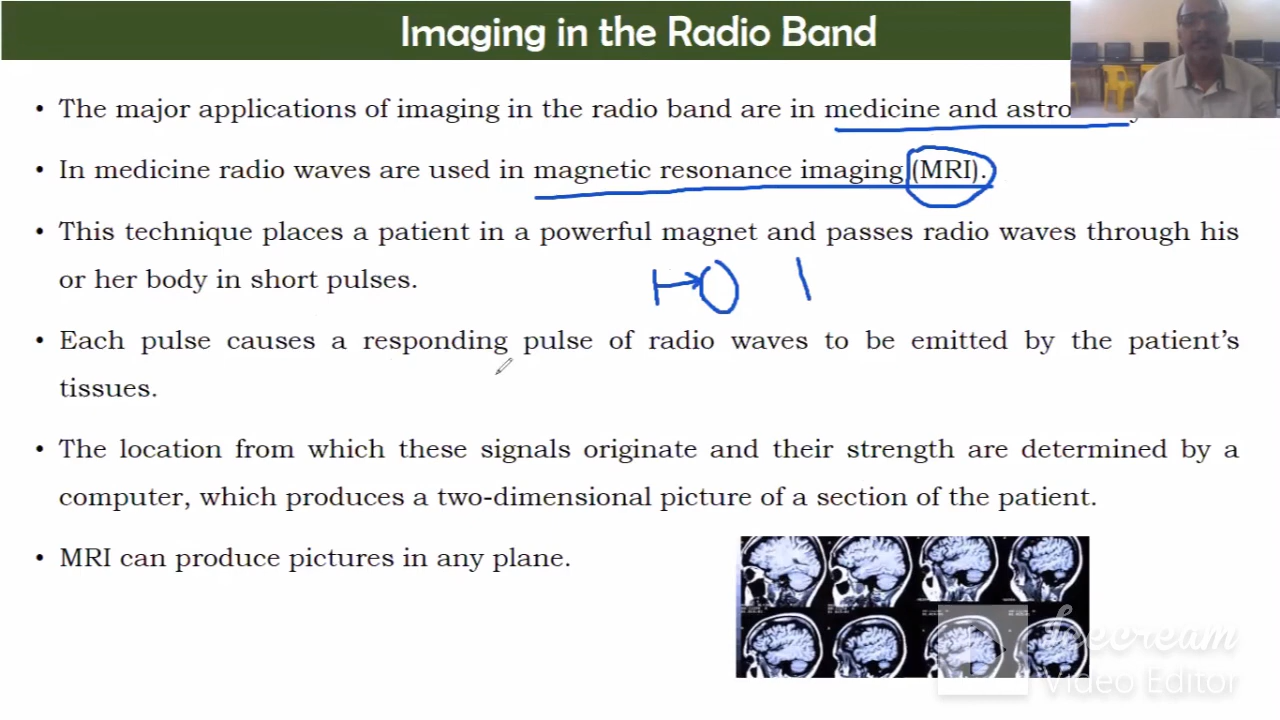 Imaging in the Radio Band
• The major applications of imaging in the radio band are in medicine and
• In medicine radio waves are used in magnetic resonance imaging (MRI).
• This technique places a patient in a powerful magnet and passes radio waves through his
or her body in short pulses.
• Each pulse causes a responding pulse of radio waves to be emitted by the patient's
tissues.
• The location from which these signals originate and their strength are determined by a
computer, which produces a two-dimensional picture of a section of the patient.
• MRI can produce pictures in any plane.
Icecream
Video Editor